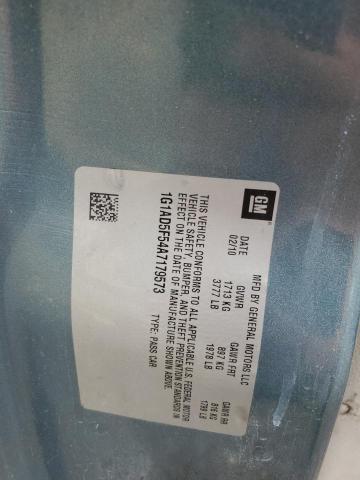 GM
MFD BY GENERAL MOTORS LLC
DATE GVWR GAWR FRT GAWR RR
02/10 1713 KG 897 KG 816 KG
3777 LB 1978 LB 1799 LB
THIS VEHICLE CONFORMS TO ALL APPLICABLE U.S. FEDERAL MOTOR
VEHICLE SAFETY, BUMPER, AND THEFT PREVENTION STANDARDS IN
EFFECT ON THE DATE OF MANUFACTURE SHOWN ABOVE.
1G1AD5F54A7179573 TYPE: PASS CAR